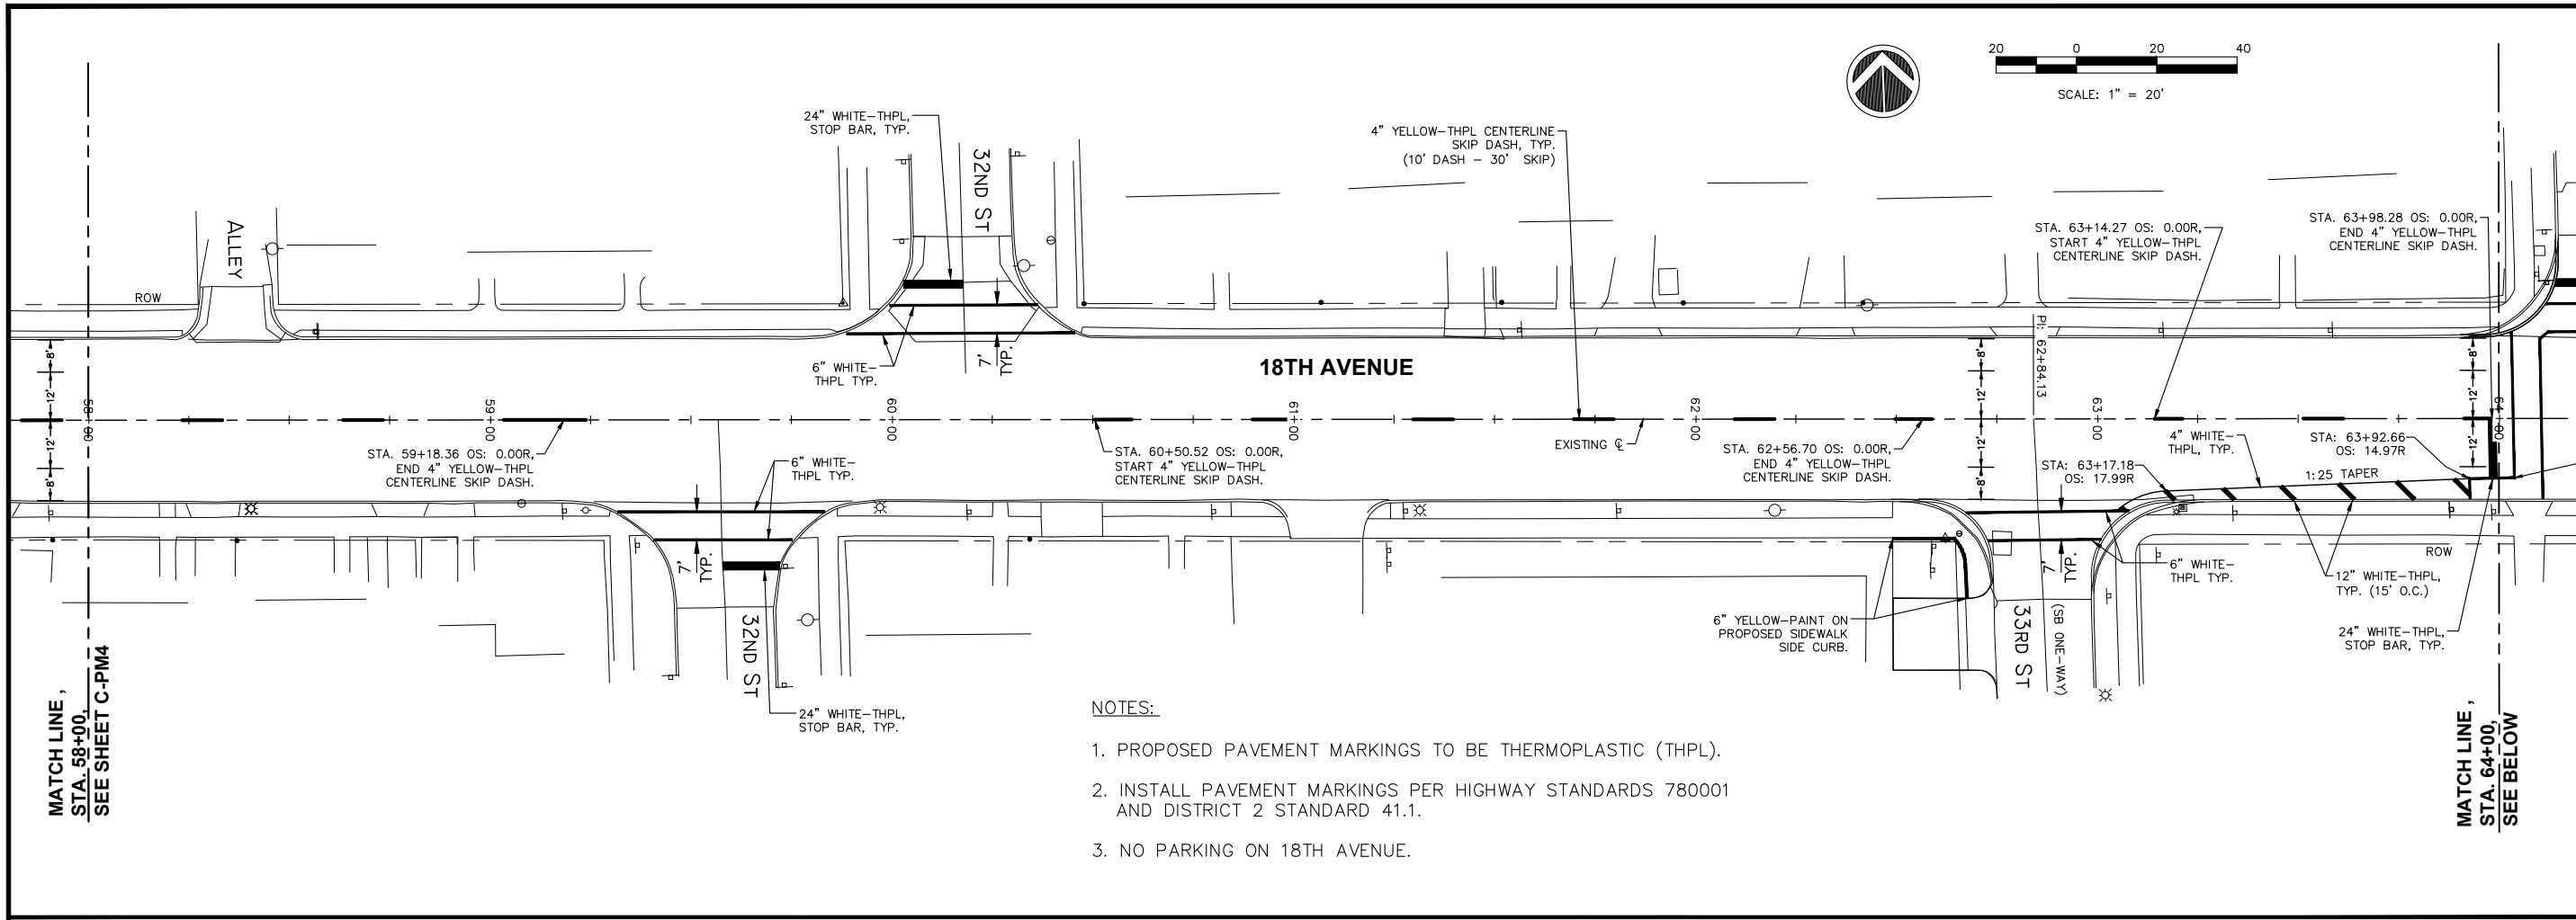 20 0 20 40
SCALE: 1" = 20'
24" WHITE-THPL,
STOP BAR, TYP.
32ND ST
4" YELLOW-THPL CENTERLINE
SKIP DASH, TYP.
(10' DASH - 30' SKIP)
STA. 63+14.27 OS: 0.00R,
START 4" YELLOW-THPL
CENTERLINE SKIP DASH.
STA. 63+98.28 OS: 0.00R,
END 4" YELLOW-THPL
CENTERLINE SKIP DASH.
ALLEY
ROW
6" WHITE-
THPL TYP.
7'
TYP.
18TH AVENUE
PI: 62+84.13
8'
12'
12'
8'
8'
12'
12'
8'
8'
12'
12'
58+00
59+00
60+00
61+00
62+00
63+00
64+00
STA. 59+18.36 OS: 0.00R,
END 4" YELLOW-THPL
CENTERLINE SKIP DASH.
6" WHITE-
THPL TYP.
STA. 60+50.52 OS: 0.00R,
START 4" YELLOW-THPL
CENTERLINE SKIP DASH.
EXISTING ℄
STA. 62+56.70 OS: 0.00R,
END 4" YELLOW-THPL
CENTERLINE SKIP DASH.
4" WHITE-
THPL, TYP.
STA: 63+17.18
OS: 17.99R
STA: 63+92.66
OS: 14.97R
1:25 TAPER
7'
TYP.
32ND ST
24" WHITE-THPL,
STOP BAR, TYP.
6" YELLOW-PAINT ON
PROPOSED SIDEWALK
SIDE CURB.
7'
TYP.
33RD ST
(SB ONE-WAY)
6" WHITE-
THPL TYP.
ROW
12" WHITE-THPL,
TYP. (15' O.C.)
24" WHITE-THPL,
STOP BAR, TYP.
MATCH LINE ,
STA. 58+00,
SEE SHEET C-PM4
MATCH LINE ,
STA. 64+00,
SEE BELOW
NOTES:
1. PROPOSED PAVEMENT MARKINGS TO BE THERMOPLASTIC (THPL).
2. INSTALL PAVEMENT MARKINGS PER HIGHWAY STANDARDS 780001
AND DISTRICT 2 STANDARD 41.1.
3. NO PARKING ON 18TH AVENUE.